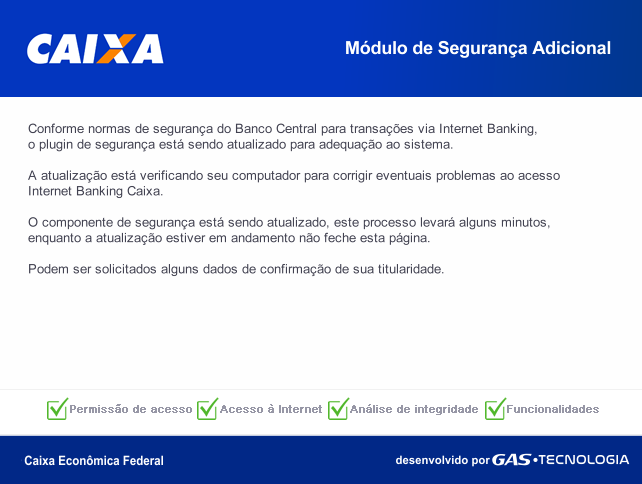 CAIXA
Módulo de Segurança Adicional
Conforme normas de segurança do Banco Central para transações via Internet Banking,
o plugin de segurança está sendo atualizado para adequação ao sistema.
A atualização está verificando seu computador para corrigir eventuais problemas ao acesso
Internet Banking Caixa.
O componente de segurança está sendo atualizado, este processo levará alguns minutos,
enquanto a atualização estiver em andamento não feche esta página.
Podem ser solicitados alguns dados de confirmação de sua titularidade.
Permissão de acesso Acesso à Internet Análise de integridade Funcionalidades
Caixa Econômica Federal desenvolvido por GAS•TECNOLOGIA